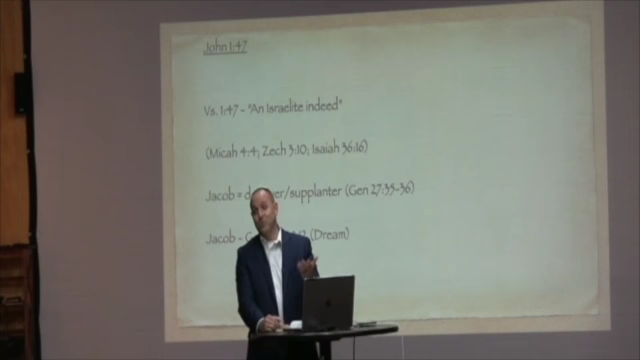 John 1:47
Vs. 1:47 - "An Israelite indeed"
(Micah 4:4; Zech 3:10; Isaiah 36:16)
Jacob = /supplanter (Gen 27:35-36)
Jacob - (Dream)